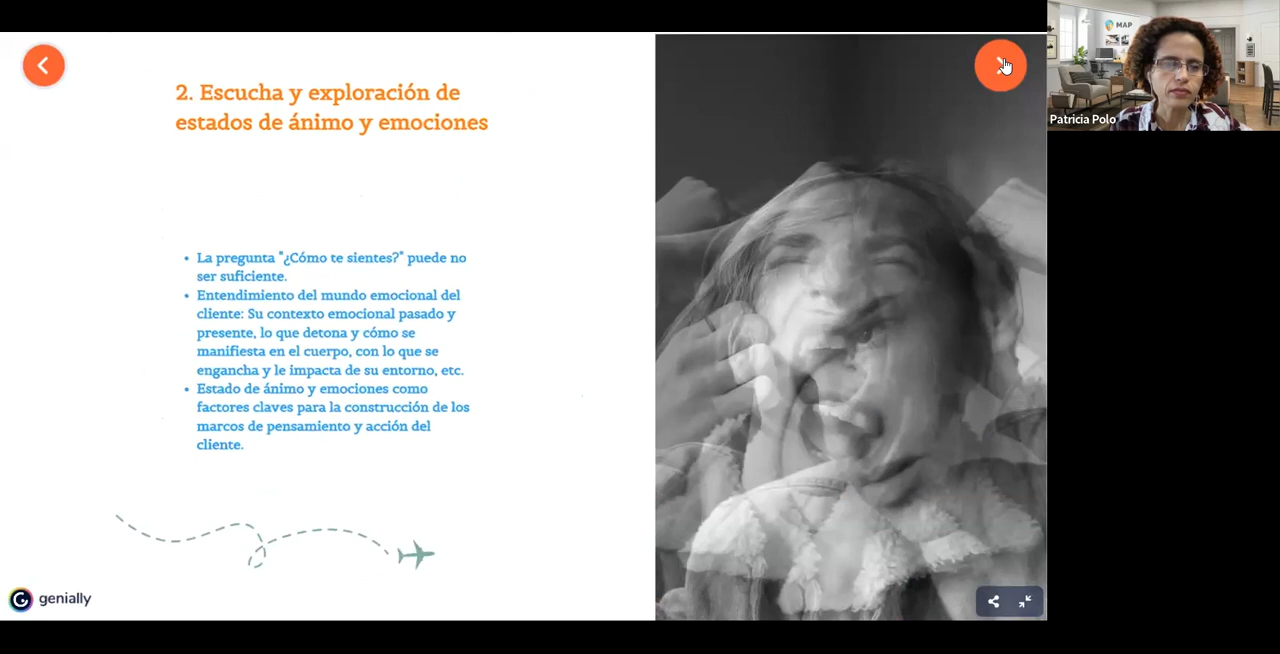 2. Escucha y exploración de
estados de ánimo y emociones
• La pregunta "¿Cómo te sientes?" puede no
ser suficiente.
• Entendimiento del mundo emocional del
cliente: Su contexto emocional pasado y
presente, lo que detona y cómo se
manifiesta en el cuerpo, con lo que se
engancha y le impacta de su entorno, etc.
• Estado de ánimo y emociones como
factores claves para la construcción de los
marcos de pensamiento y acción del
cliente.
genially
MAP
Patricia Polo